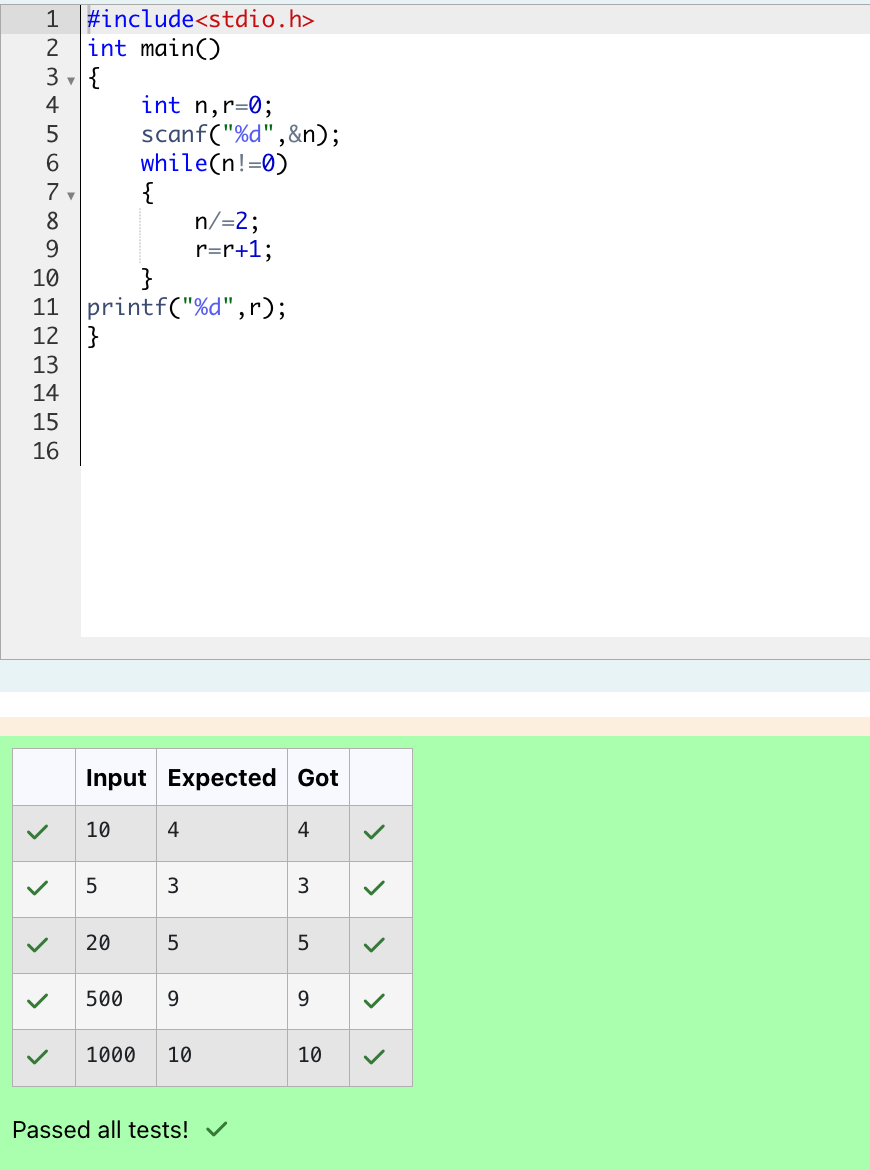 1 #include<stdio.h>
2 int main()
3 {
4     int n,r=0;
5     scanf("%d",&n);
6     while(n!=0)
7     {
8         n/=2;
9         r=r+1;
10     }
11 printf("%d",r);
12 }
13
14
15
16
Input Expected Got
10 4 4
5 3 3
20 5 5
500 9 9
1000 10 10
Passed all tests!